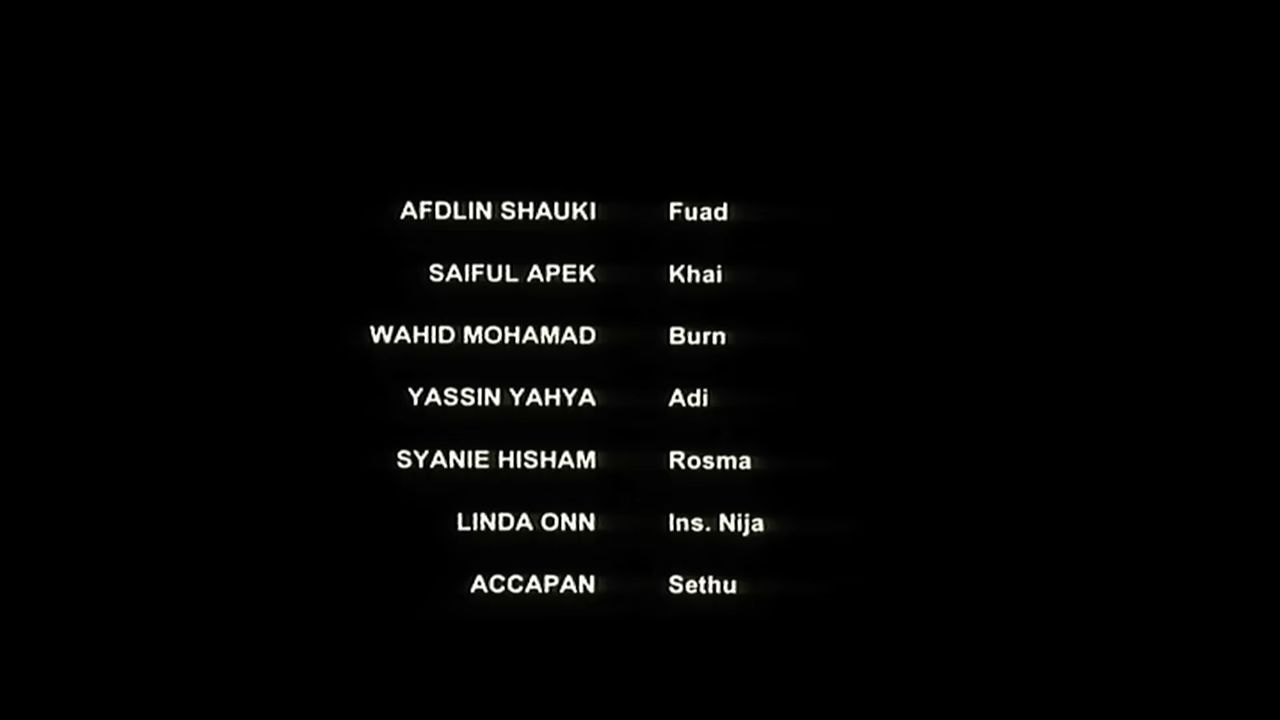 AFDLIN SHAUKI Fuad
SAIFUL APEK Khai
WAHID MOHAMAD Burn
YASSIN YAHYA Adi
SYANIE HISHAM Rosma
LINDA ONN Ins. Nija
ACCAPAN Sethu